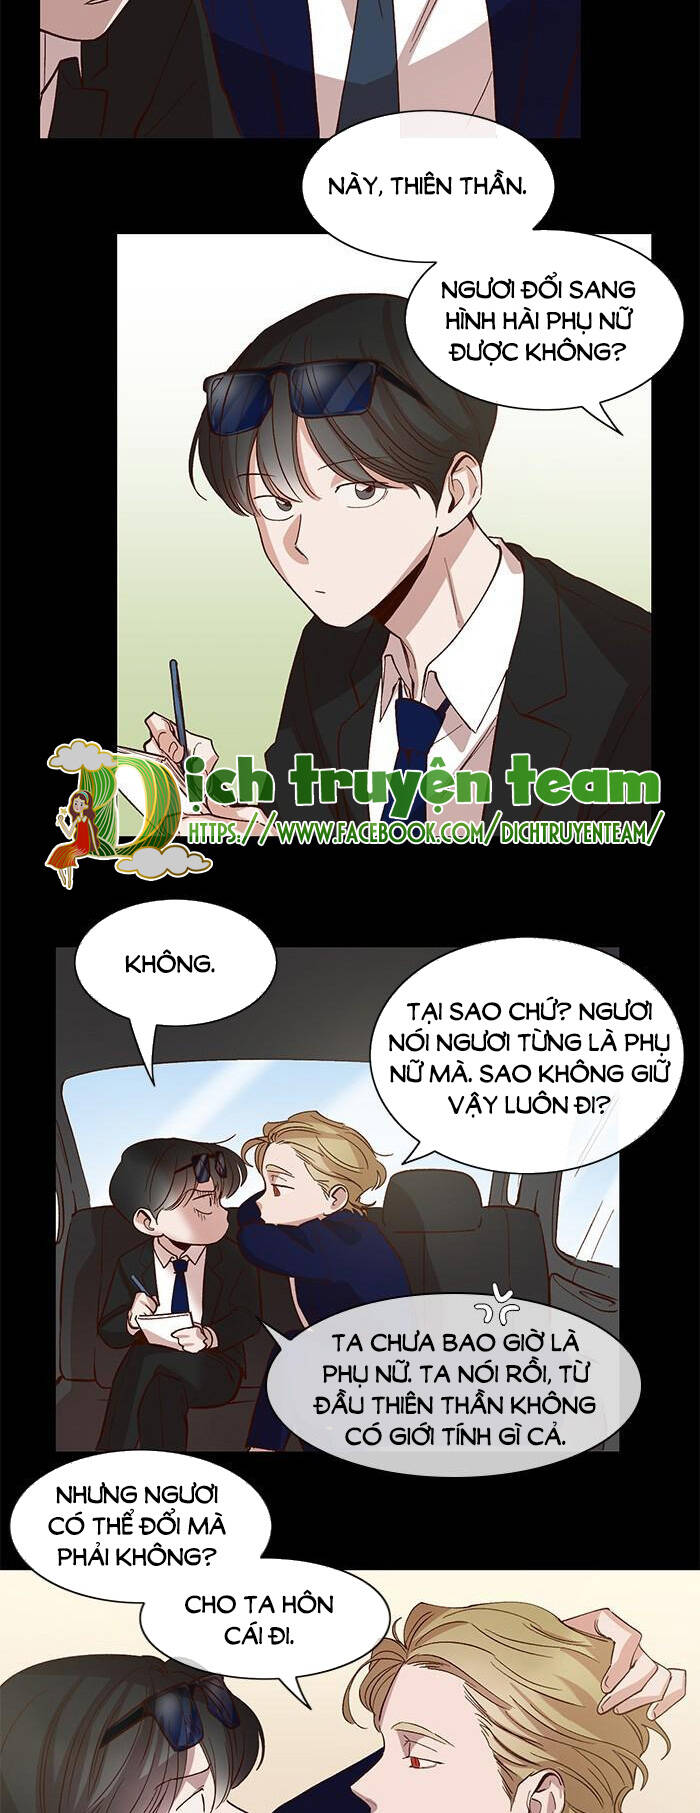 NÀY, THIÊN THẦN.
NGƯƠI ĐỔI SANG
HÌNH HÀI PHỤ NỮ
ĐƯỢC KHÔNG?
Dịch truyện team
HTTPS://WWW.FACEBOOK.COM/DICHTRUYENTEAM/
KHÔNG.
TẠI SAO CHỨ? NGƯƠI
NÓI NGƯƠI TỪNG LÀ PHỤ
NỮ MÀ. SAO KHÔNG GIỮ
VẬY LUÔN ĐI?
TA CHƯA BAO GIỜ LÀ
PHỤ NỮ. TA NÓI RỒI, TỪ
ĐẦU THIÊN THẦN KHÔNG
CÓ GIỚI TÍNH GÌ CẢ.
NHƯNG NGƯƠI
CÓ THỂ ĐỔI MÀ
PHẢI KHÔNG?
CHO TA HÔN
CÁI ĐI.